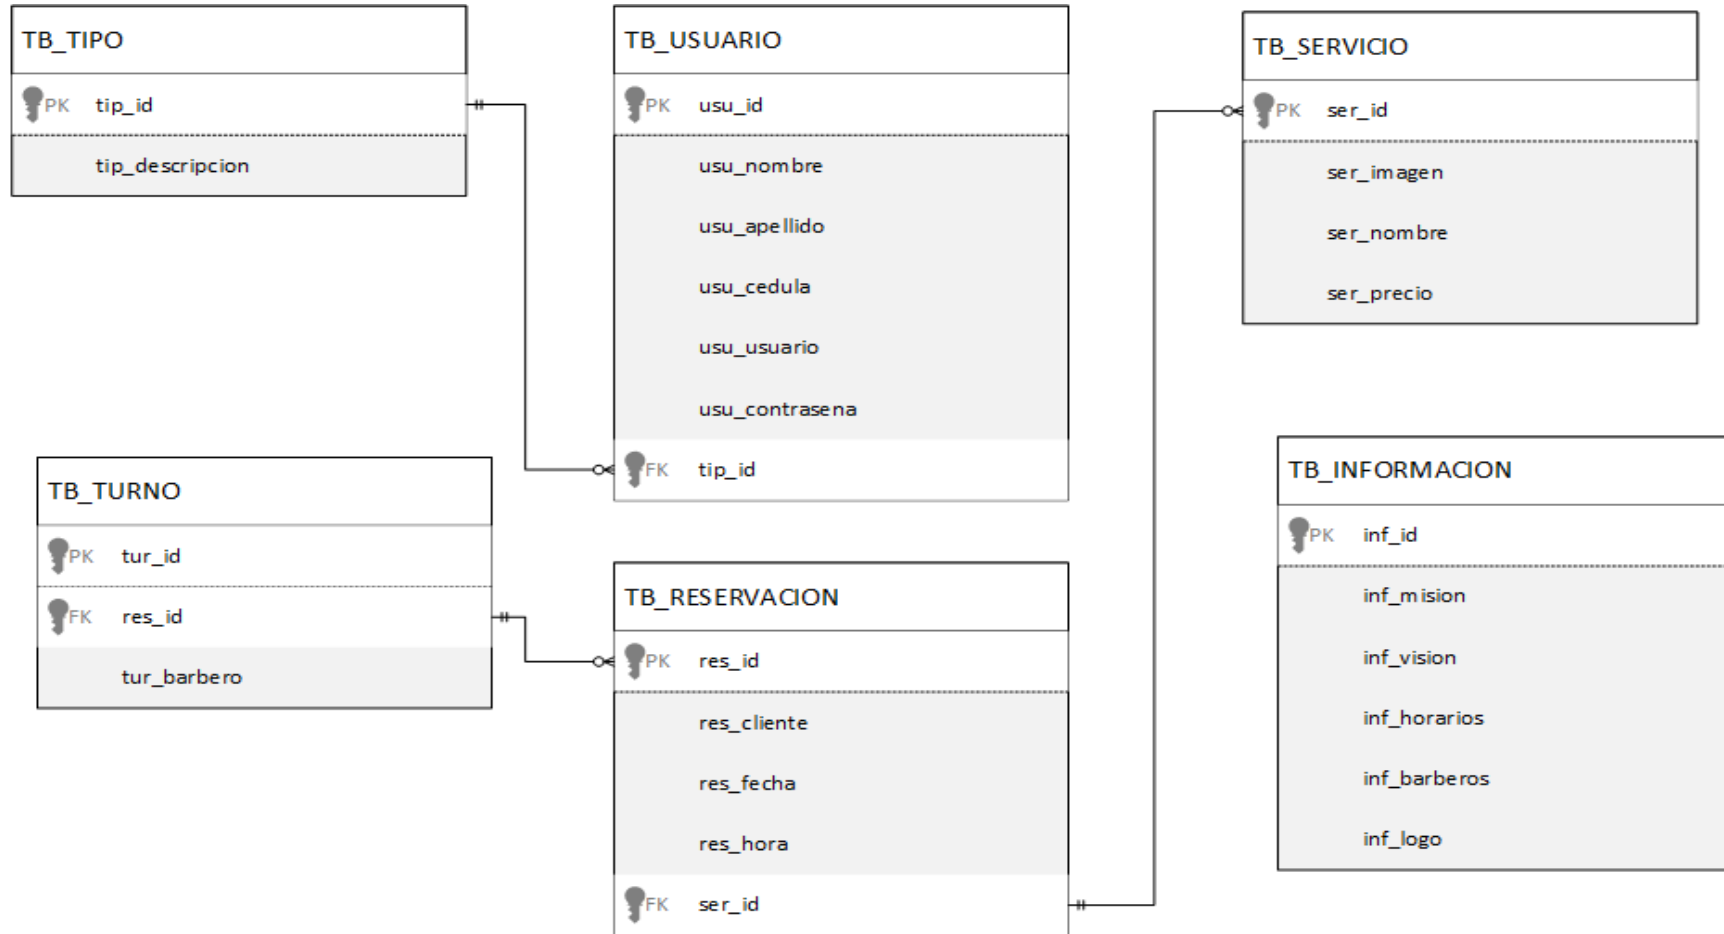 TB_TIPO
PK tip_id
tip_descripcion
TB_USUARIO
PK usu_id
usu_nombre
usu_apellido
usu_cedula
usu_usuario
usu_contrasena
FK tip_id
TB_SERVICIO
PK ser_id
ser_imagen
ser_nombre
ser_precio
TB_TURNO
PK tur_id
FK res_id
tur_barbero
TB_RESERVACION
PK res_id
res_cliente
res_fecha
res_hora
FK ser_id
TB_INFORMACION
PK inf_id
inf_mision
inf_vision
inf_horarios
inf_barberos
inf_logo